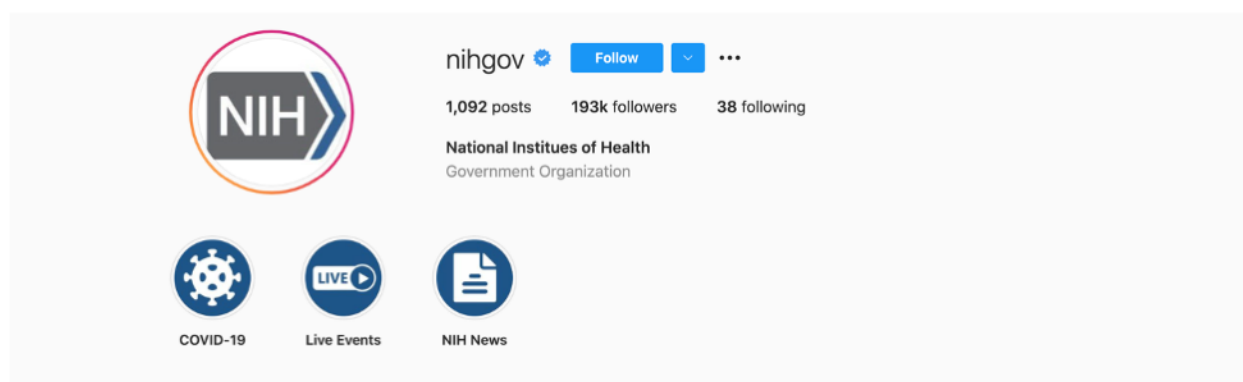 NIH
nihgov Follow
1,092 posts 193k followers 38 following
National Institues of Health
Government Organization
LIVE
COVID-19 Live Events NIH News